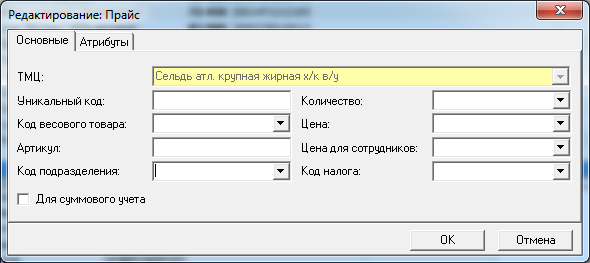 Редактирование: Прайс
Основные Атрибуты
ТМЦ: Сельдь атл. крупная жирная х/к в/у
Уникальный код: Количество:
Код весового товара: Цена:
Артикул: Цена для сотрудников:
Код подразделения: Код налога:
Для суммового учета
OK Отмена